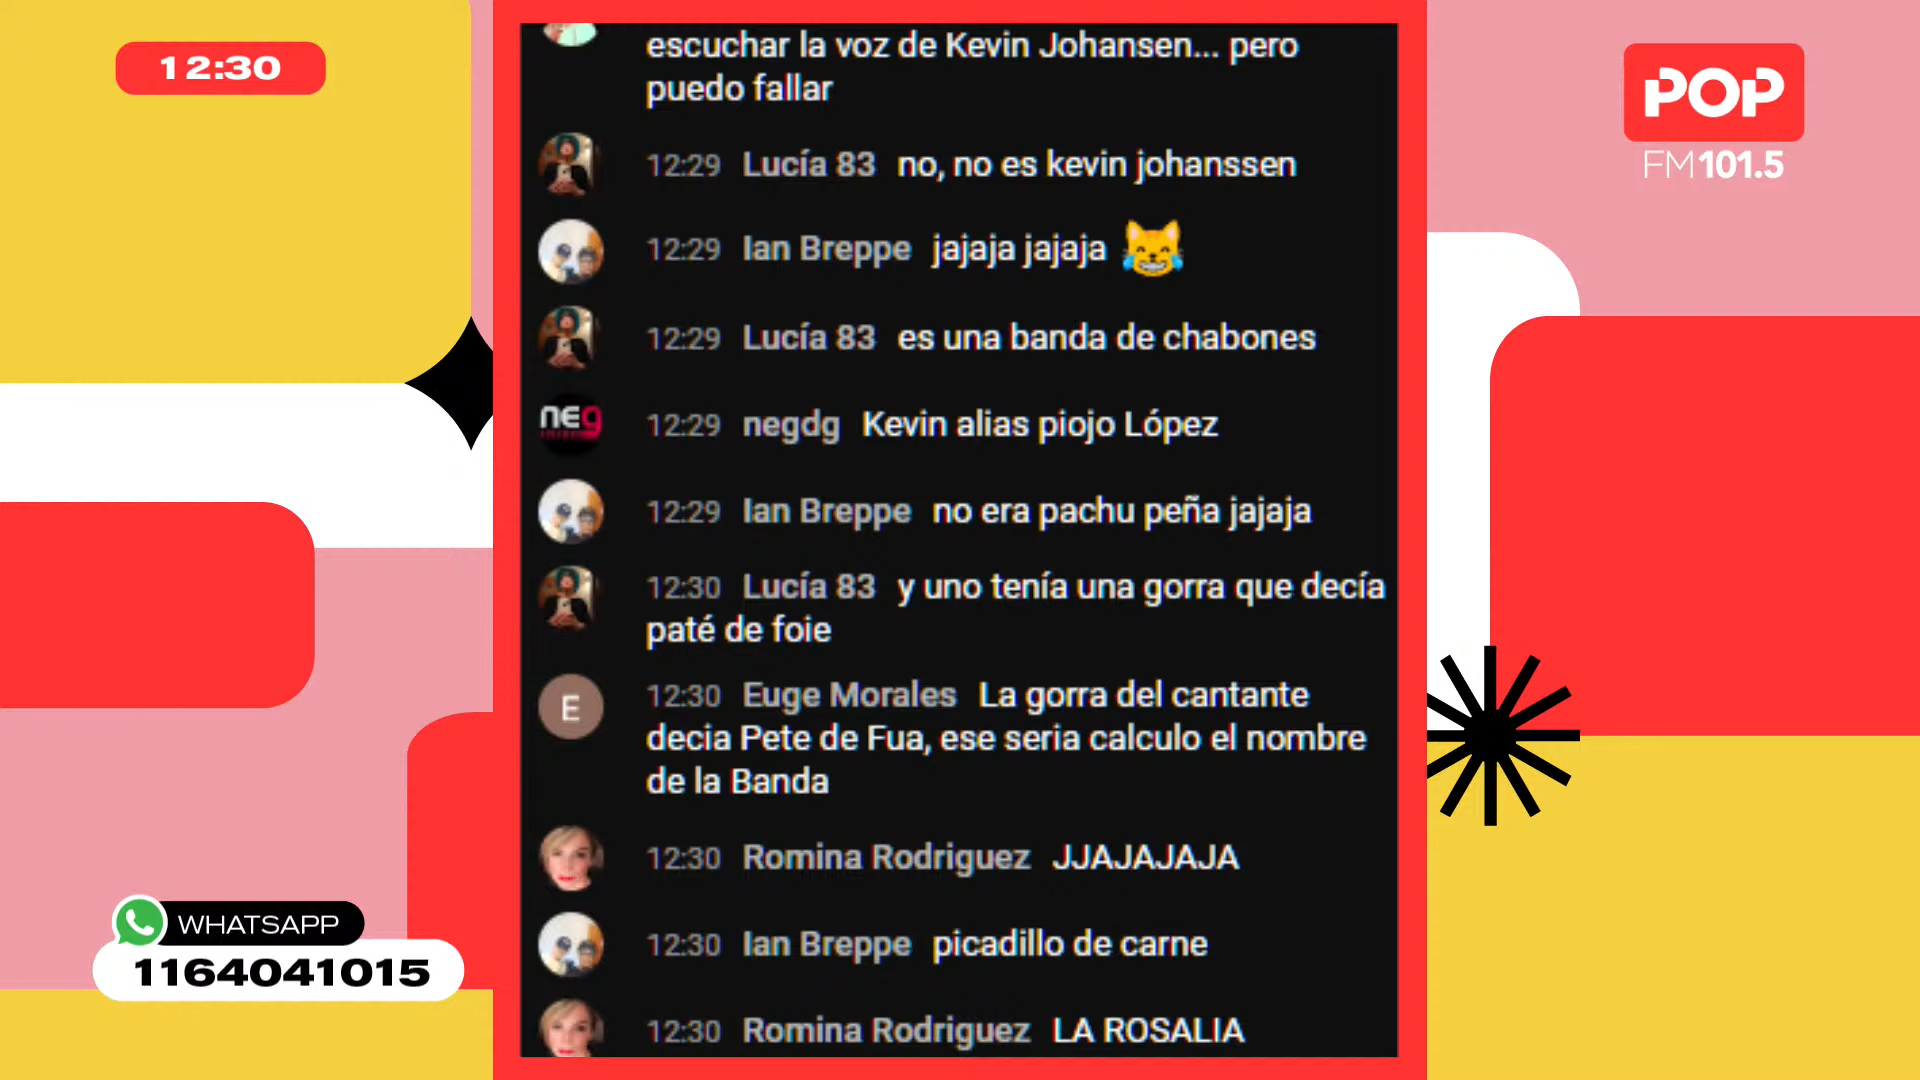 12:30
escuchar la voz de Kevin Johansen... pero
puedo fallar
12:29 Lucía 83 no, no es kevin johanssen
12:29 Ian Breppe jajaja jajaja
12:29 Lucía 83 es una banda de chabones
neg
12:29 negdg Kevin alias piojo López
12:29 Ian Breppe no era pachu peña jajaja
12:30 Lucía 83 y uno tenía una gorra que decía
paté de foie
E
12:30 Euge Morales La gorra del cantante
decia Pete de Fua, ese seria calculo el nombre
de la Banda
12:30 Romina Rodriguez JJAJAJAJA
12:30 Ian Breppe picadillo de carne
12:30 Romina Rodriguez LA ROSALIA
POP
FM 101.5
WHATSAPP
1164041015